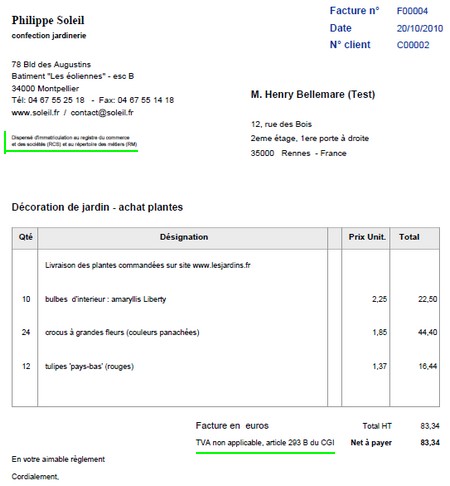 Philippe Soleil
confection jardinerie
Facture n° F00004
Date 20/10/2010
N° client C00002
78 Bld des Augustins
Batiment "Les éoliennes" - esc B
34000 Montpellier
Tél: 04 67 55 25 18 - Fax: 04 67 55 14 18
www.soleil.fr / contact@soleil.fr
Dispensé d'immatriculation au registre du commerce
et des sociétés (RCS) et au répertoire des métiers (RM)
M. Henry Bellemare (Test)
12, rue des Bois
2eme étage, 1ere porte à droite
35000 Rennes - France
Décoration de jardin - achat plantes
Qté Désignation Prix Unit. Total
Livraison des plantes commandées sur site www.lesjardins.fr
10 bulbes d'interieur : amaryllis Liberty 2,25 22,50
24 crocus à grandes fleurs (couleurs panachées) 1,85 44,40
12 tulipes 'pays-bas' (rouges) 1,37 16,44
Facture en euros Total HT 83,34
TVA non applicable, article 293 B du CGI Net à payer 83,34
En votre aimable règlement
Cordialement,